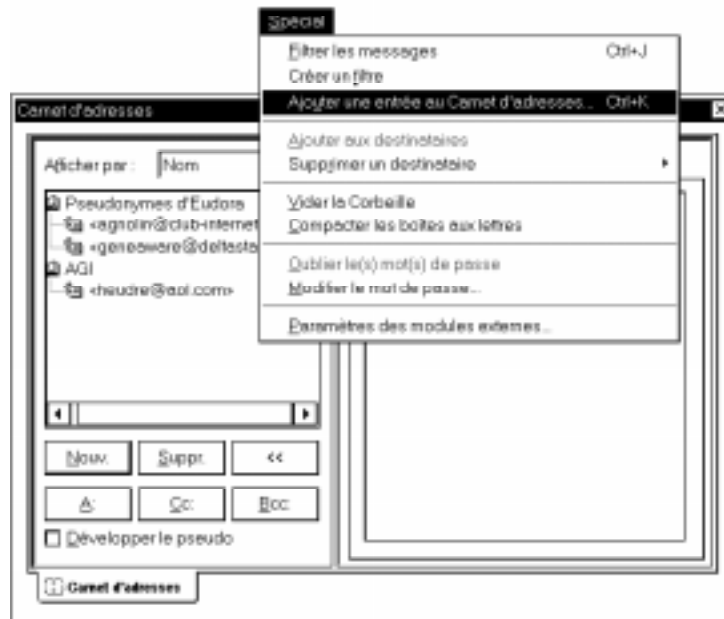 Spécial
Filtrer les messages Ctrl+J
Créer un filtre
Ajouter une entrée au Carnet d'adresses... Ctrl+K
Ajouter aux destinataires
Supprimer un destinataire
Vider la Corbeille
Compacter les boîtes aux lettres
Oublier le(s) mot(s) de passe
Modifier le mot de passe...
Paramètres des modules externes...
Carnet d'adresses
Afficher par : Nom
Pseudonymes d'Eudora
<agnolin@club-internet
<geneaware@deltasta
AGI
<heudre@aol.com>
Nouv. Suppr. <<
A: Cc: Bcc:
Développer le pseudo
Carnet d'adresses